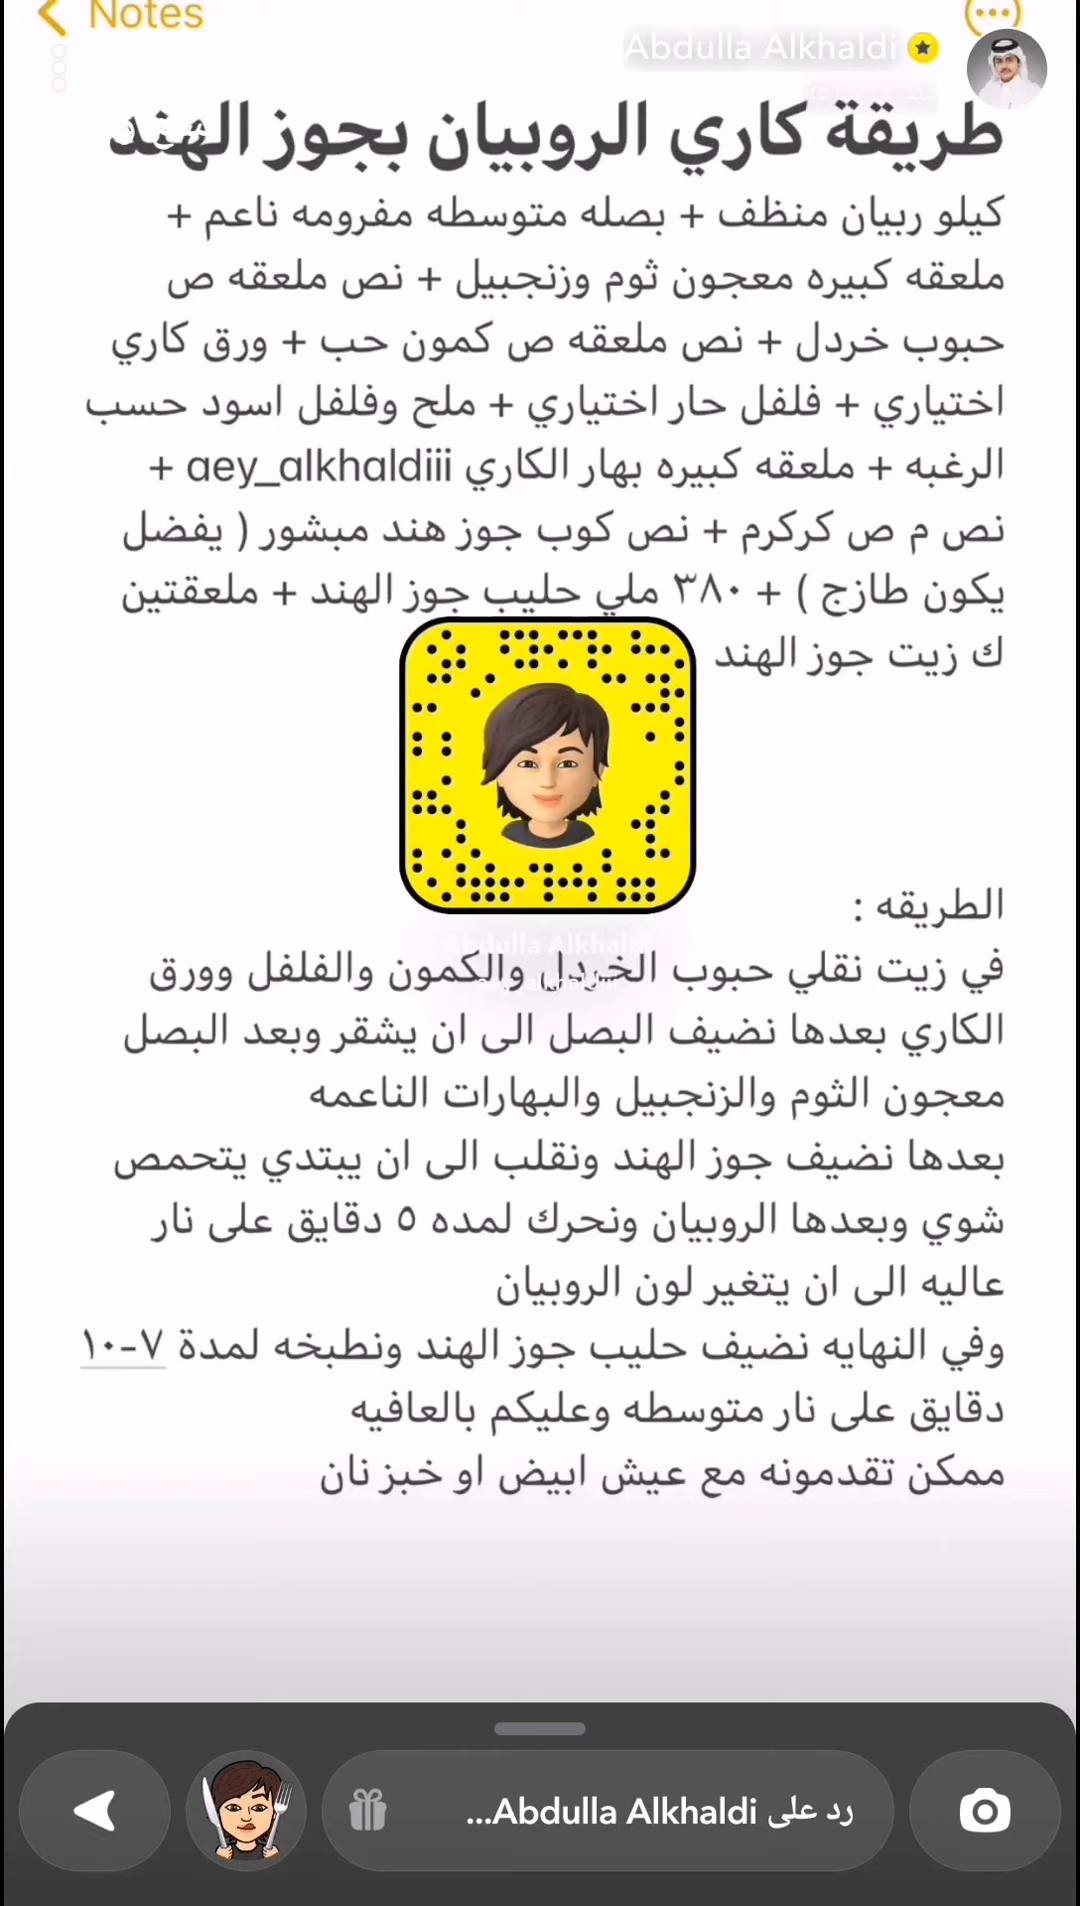 Notes
Abdulla Alkhaldi
طريقة كاري الروبيان بجوز الهند
كيلو ربيان منظف + بصله متوسطه مفرومه ناعم +
ملعقه كبيره معجون ثوم وزنجبيل + نص ملعقه ص
حبوب خردل + نص ملعقه ص كمون حب + ورق كاري
اختياري + فلفل حار اختياري + ملح وفلفل اسود حسب
الرغبه + ملعقه كبيره بهار الكاري aey_alkhaldiii +
نص م ص كركرم + نص كوب جوز هند مبشور ( يفضل
يكون طازج ) + ٣٨٠ ملي حليب جوز الهند + ملعقتين
ك زيت جوز الهند
الطريقه :
Abdulla Alkhaldi
في زيت نقلي حبوب الخردل والكمون والفلفل وورق
الكاري بعدها نضيف البصل الى ان يشقر وبعد البصل
معجون الثوم والزنجبيل والبهارات الناعمه
بعدها نضيف جوز الهند ونقلب الى ان يبتدي يتحمص
شوي وبعدها الروبيان ونحرك لمده ٥ دقايق على نار
عاليه الى ان يتغير لون الروبيان
وفي النهايه نضيف حليب جوز الهند ونطبخه لمدة ٧-١٠
دقايق على نار متوسطه وعليكم بالعافيه
ممكن تقدمونه مع عيش ابيض او خبز نان
رد على Abdulla Alkhaldi...